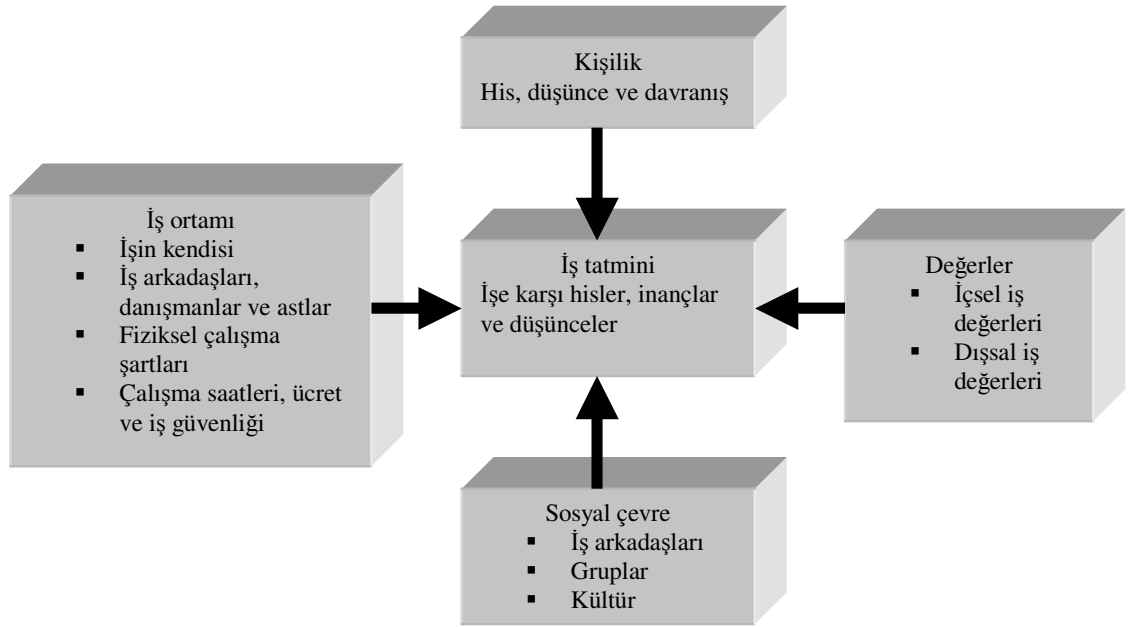 Kişilik
His, düşünce ve davranış
İş ortamı
▪ İşin kendisi
▪ İş arkadaşları,
danışmanlar ve astlar
▪ Fiziksel çalışma
şartları
▪ Çalışma saatleri, ücret
ve iş güvenliği
İş tatmini
İşe karşı hisler, inançlar
ve düşünceler
Değerler
▪ İçsel iş
değerleri
▪ Dışsal iş
değerleri
Sosyal çevre
▪ İş arkadaşları
▪ Gruplar
▪ Kültür